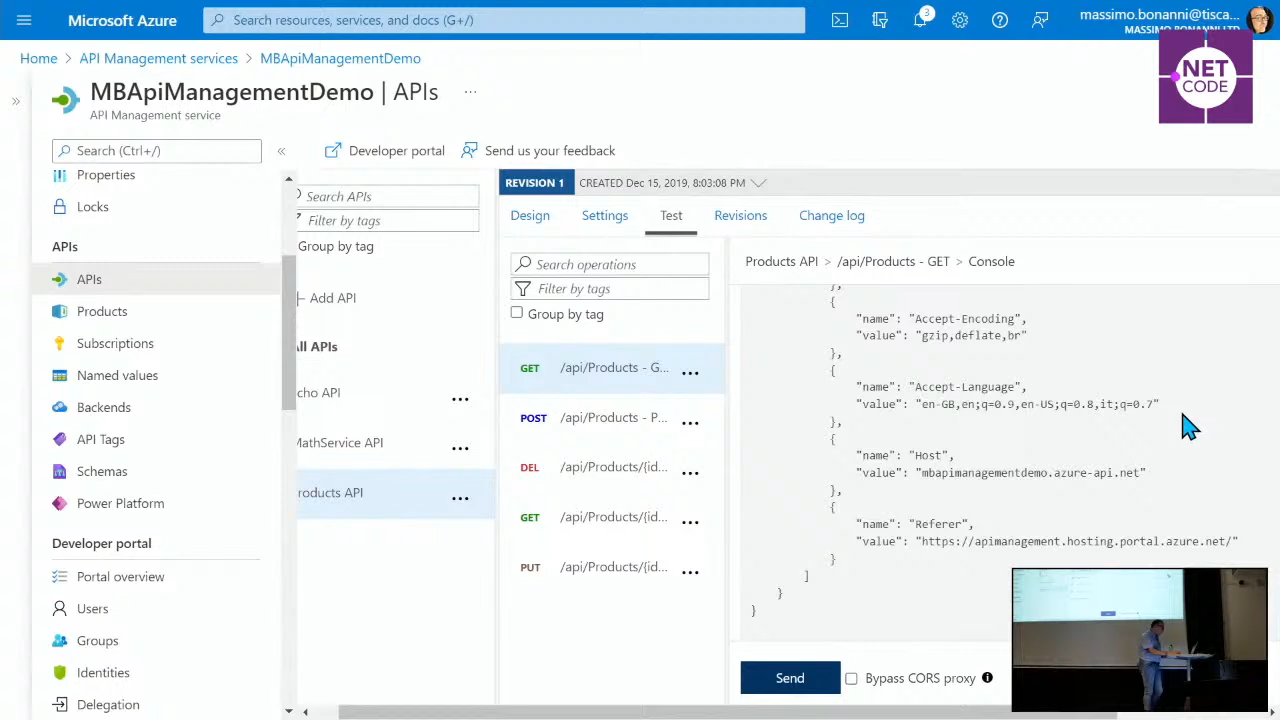 Microsoft Azure
Search resources, services, and docs (G+/)
3
massimo.bonanni@tisca...
MASSIMO BONANNI LTD
Home > API Management services > MBApiManagementDemo
NET
CODE
MBApiManagementDemo | APIs ...
API Management service
Search (Ctrl+/)
«
»
Developer portal
Send us your feedback
Properties
Locks
APIs
APIs
Products
Subscriptions
Named values
Backends
API Tags
Schemas
Power Platform
Developer portal
Portal overview
Users
Groups
Identities
Delegation
Search APIs
Filter by tags
Group by tag
+ Add API
All APIs
cho API ...
MathService API ...
roducts API ...
REVISION 1 CREATED Dec 15, 2019, 8:03:08 PM
Design Settings Test Revisions Change log
Search operations
Filter by tags
Group by tag
GET /api/Products - G... ...
POST /api/Products - P... ...
DEL /api/Products/{id... ...
GET /api/Products/{id... ...
PUT /api/Products/{id... ...
Products API > /api/Products - GET > Console
},
{
"name": "Accept-Encoding",
"value": "gzip,deflate,br"
},
{
"name": "Accept-Language",
"value": "en-GB,en;q=0.9,en-US;q=0.8,it;q=0.7"
},
{
"name": "Host",
"value": "mbapimanagementdemo.azure-api.net"
},
{
"name": "Referer",
"value": "https://apimanagement.hosting.portal.azure.net/"
}
]
}
}
Send
Bypass CORS proxy